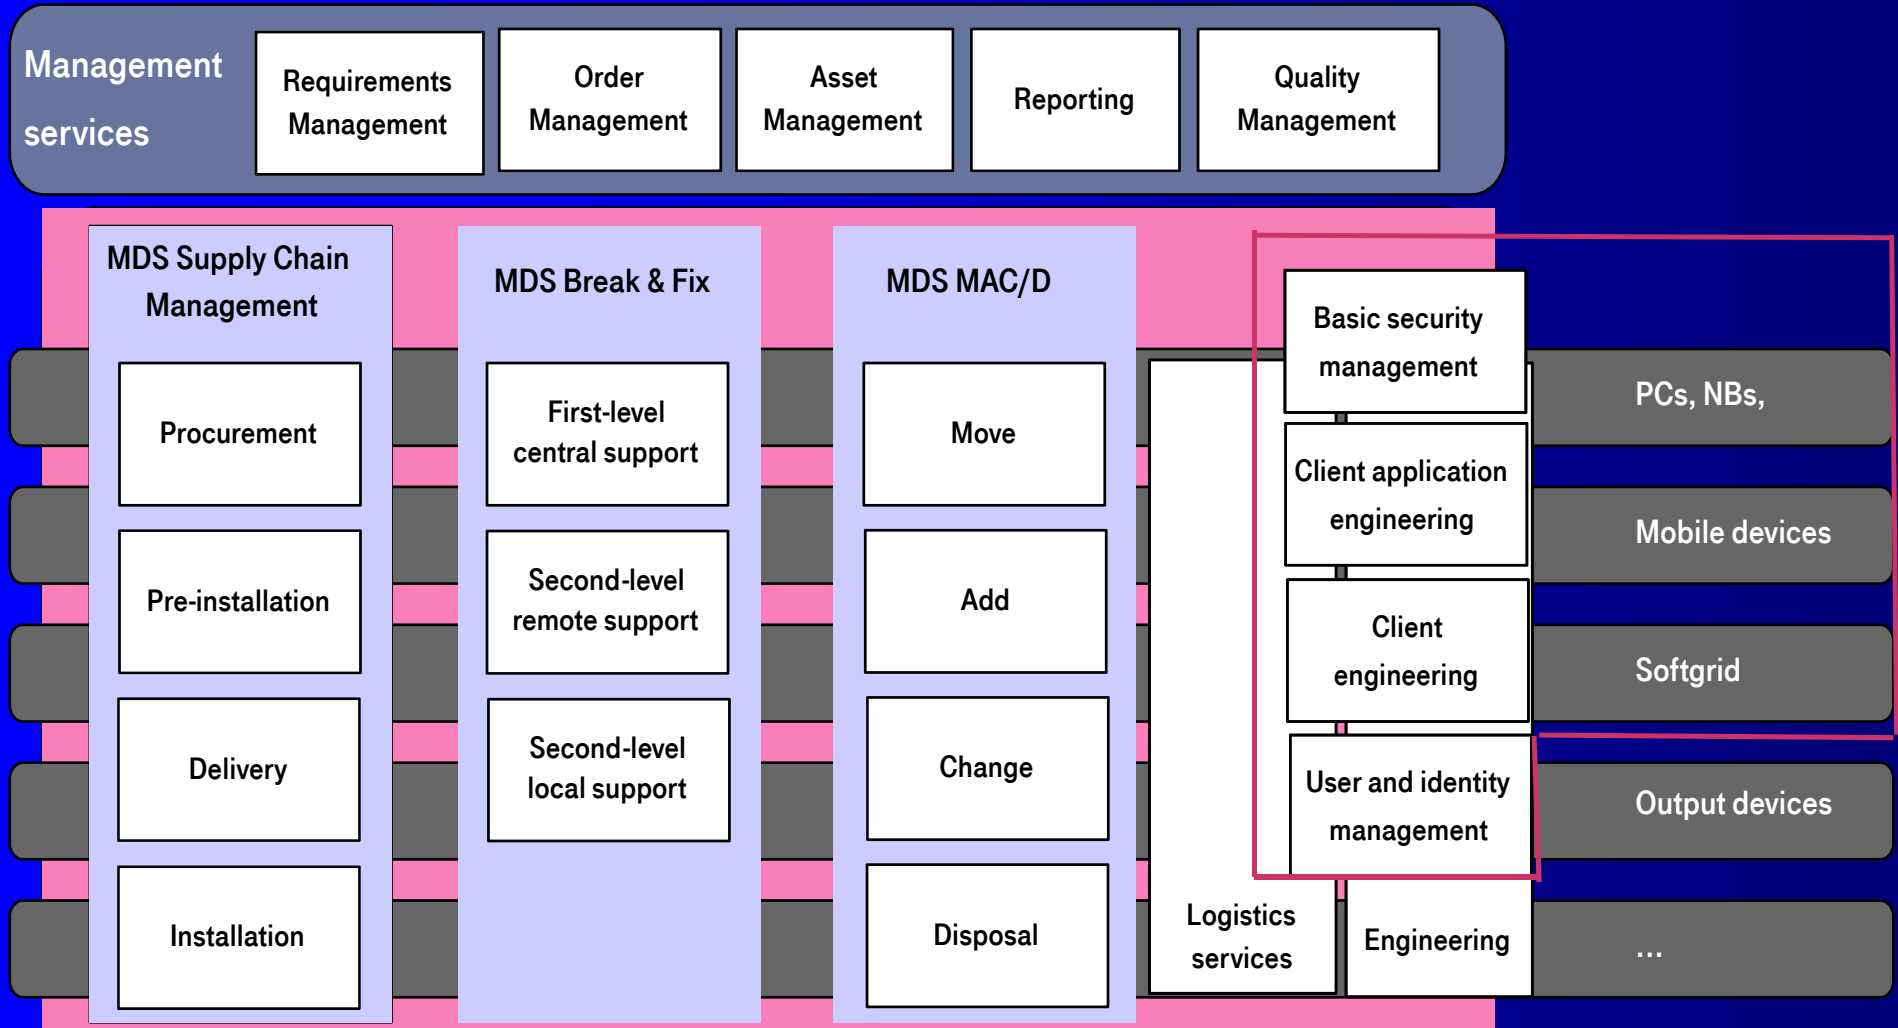 Management
services
Requirements
Management
Order
Management
Asset
Management
Reporting
Quality
Management
MDS Supply Chain
Management
Procurement
Pre-installation
Delivery
Installation
MDS Break & Fix
First-level
central support
Second-level
remote support
Second-level
local support
MDS MAC/D
Move
Add
Change
Disposal
Logistics
services
Basic security
management
Client application
engineering
Client
engineering
User and identity
management
Engineering
PCs, NBs,
Mobile devices
Softgrid
Output devices
...